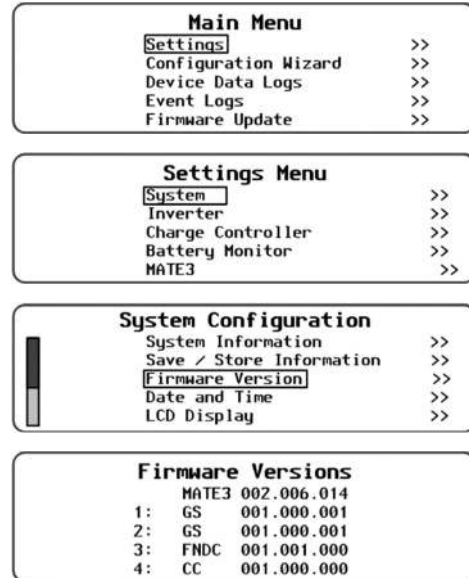 Main Menu
Settings >>
Configuration Wizard >>
Device Data Logs >>
Event Logs >>
Firmware Update >>
Settings Menu
System >>
Inverter >>
Charge Controller >>
Battery Monitor >>
MATE3 >>
System Configuration
System Information >>
Save / Store Information >>
Firmware Version >>
Date and Time >>
LCD Display >>
Firmware Versions
MATE3 002.006.014
1: GS 001.000.001
2: GS 001.000.001
3: FNDC 001.001.000
4: CC 001.000.000